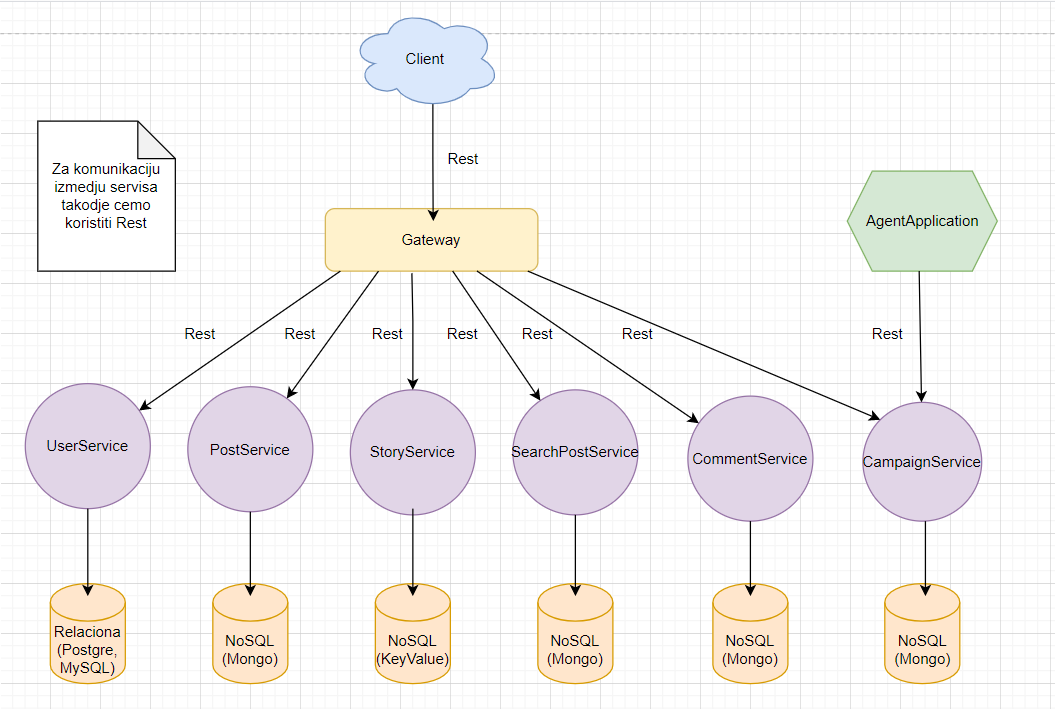 Client
Rest
Za komunikaciju
izmedju servisa
takodje cemo
koristiti Rest
Gateway
AgentApplication
Rest
Rest
Rest
Rest
Rest
Rest
Rest
UserService
PostService
StoryService
SearchPostService
CommentService
CampaignService
Relaciona
(Postgre,
MySQL)
NoSQL
(Mongo)
NoSQL
(KeyValue)
NoSQL
(Mongo)
NoSQL
(Mongo)
NoSQL
(Mongo)